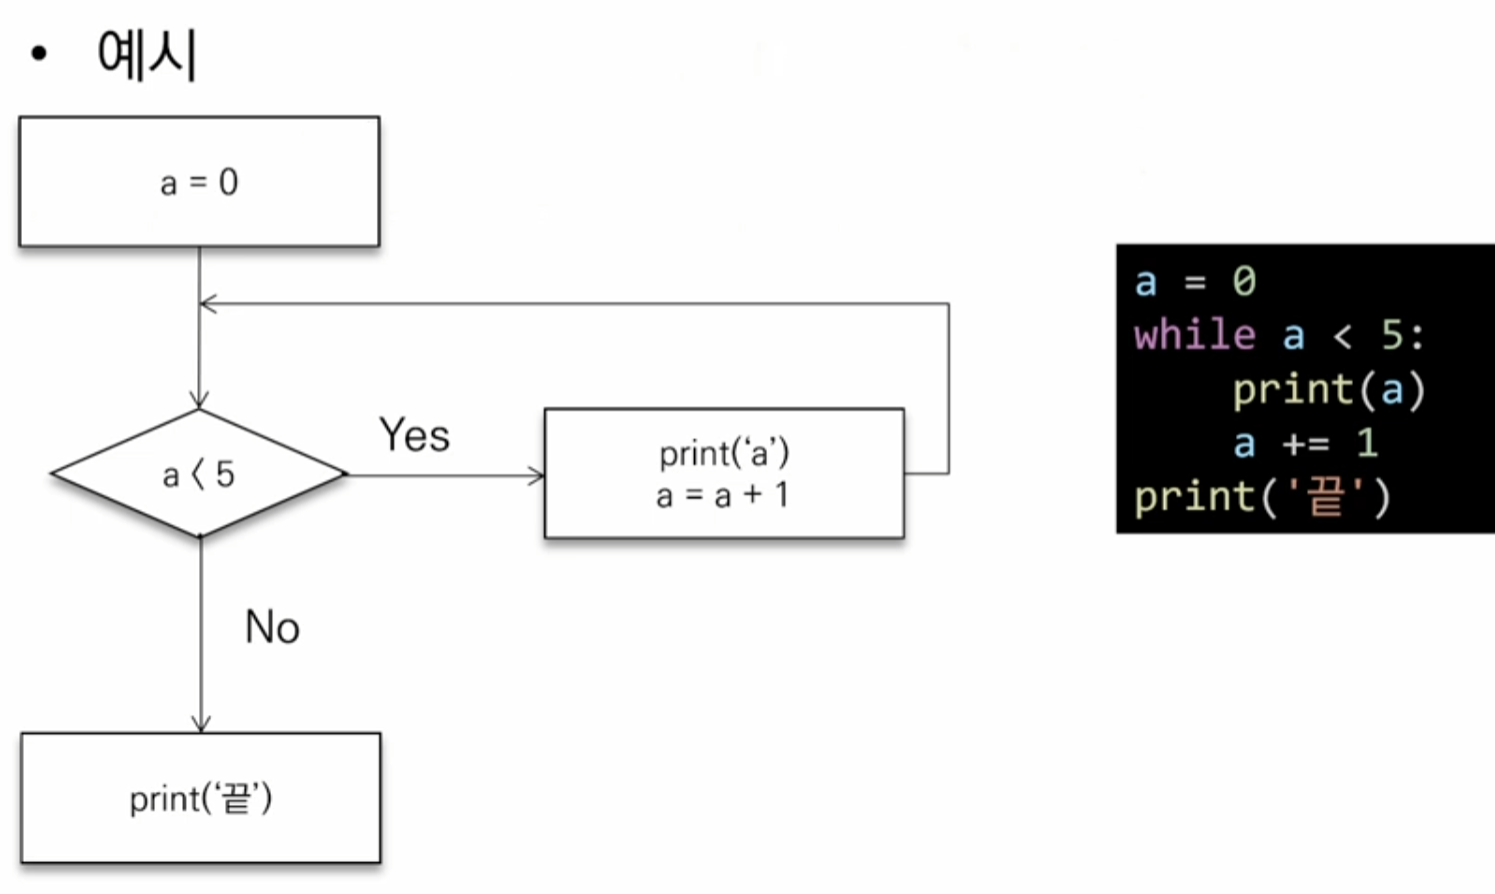 • 예시
a = 0
a < 5
Yes
print(‘a’)
a = a + 1
No
print(‘끝’)
a = 0
while a < 5:
    print(a)
    a += 1
print('끝')